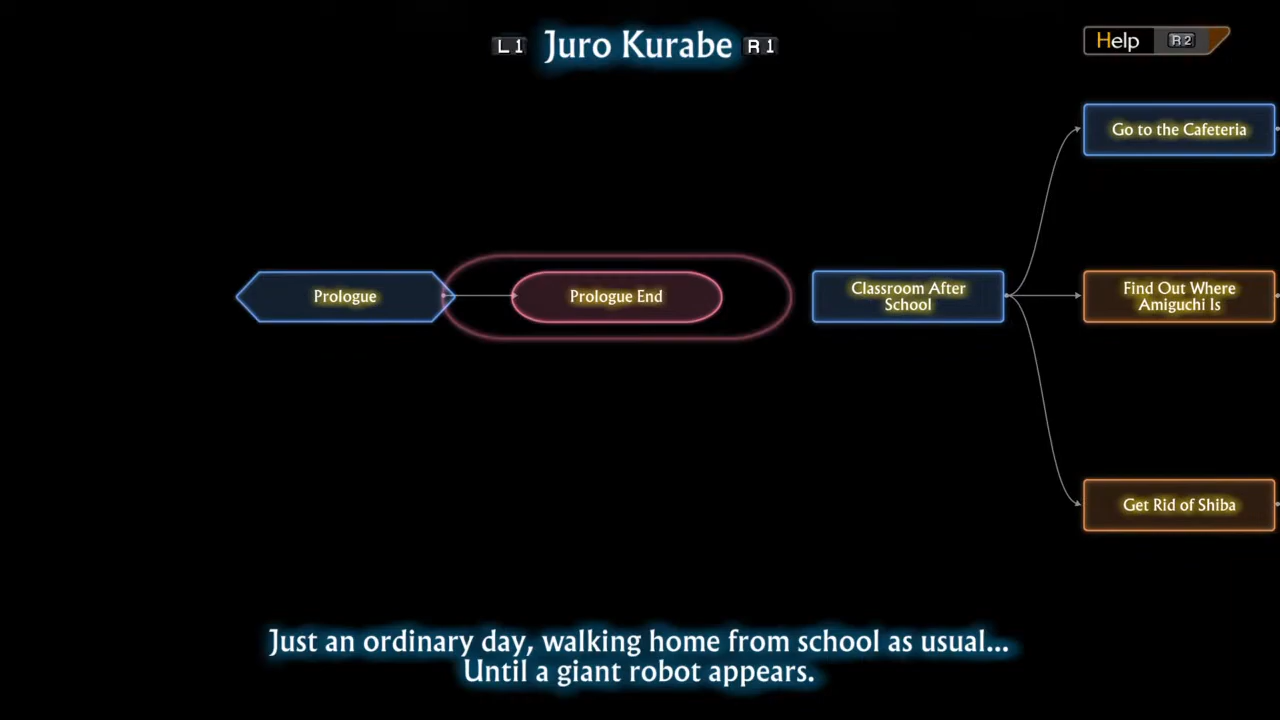 L1 Juro Kurabe R1
Help R2
Go to the Cafeteria
Prologue
Prologue End
Classroom After
School
Find Out Where
Amiguchi Is
Get Rid of Shiba
Just an ordinary day, walking home from school as usual...
Until a giant robot appears.